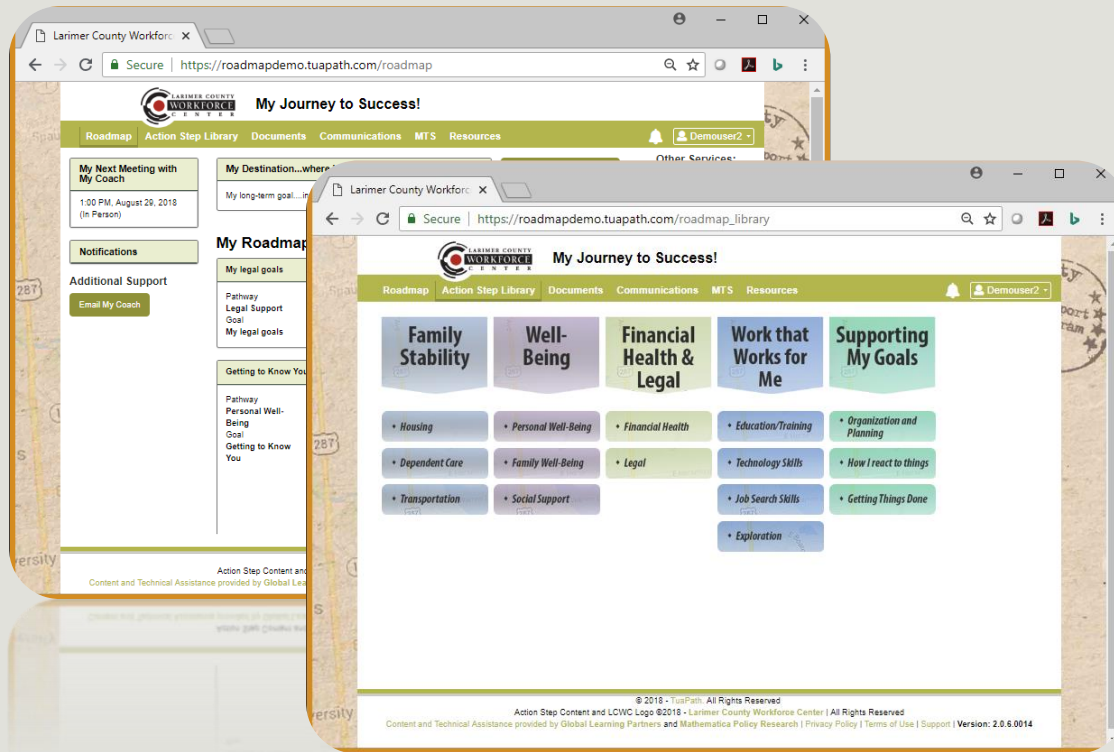 Larimer County Workforc
Secure | https://roadmapdemo.tuapath.com/roadmap
LARIMER COUNTY
WORKFORCE
CENTER
My Journey to Success!
Roadmap Action Step Library Documents Communications MTS Resources
Demouser2
Other Services:
My Next Meeting with
My Coach
1:00 PM, August 29, 2018
(In Person)
Notifications
Additional Support
Email My Coach
My Destination...where
My long-term goal....in
My Roadmap
My legal goals
Pathway
Legal Support
Goal
My legal goals
Getting to Know You
Pathway
Personal Well-
Being
Goal
Getting to Know
You
287
versity
Action Step Content and
Content and Technical Assistance provided by Global Lea
Larimer County Workforc
Secure | https://roadmapdemo.tuapath.com/roadmap_library
LARIMER COUNTY
WORKFORCE
CENTER
My Journey to Success!
Roadmap Action Step Library Documents Communications MTS Resources
Demouser2
Family
Stability
• Housing
• Dependent Care
• Transportation
Well-
Being
• Personal Well-Being
• Family Well-Being
• Social Support
Financial
Health &
Legal
• Financial Health
• Legal
Work that
Works for
Me
• Education/Training
• Technology Skills
• Job Search Skills
• Exploration
Supporting
My Goals
• Organization and
Planning
• How I react to things
• Getting Things Done
287
versity
© 2018 - TuaPath. All Rights Reserved
Action Step Content and LCWC Logo ©2018 - Larimer County Workforce Center | All Rights Reserved
Content and Technical Assistance provided by Global Learning Partners and Mathematica Policy Research | Privacy Policy | Terms of Use | Support | Version: 2.0.6.0014